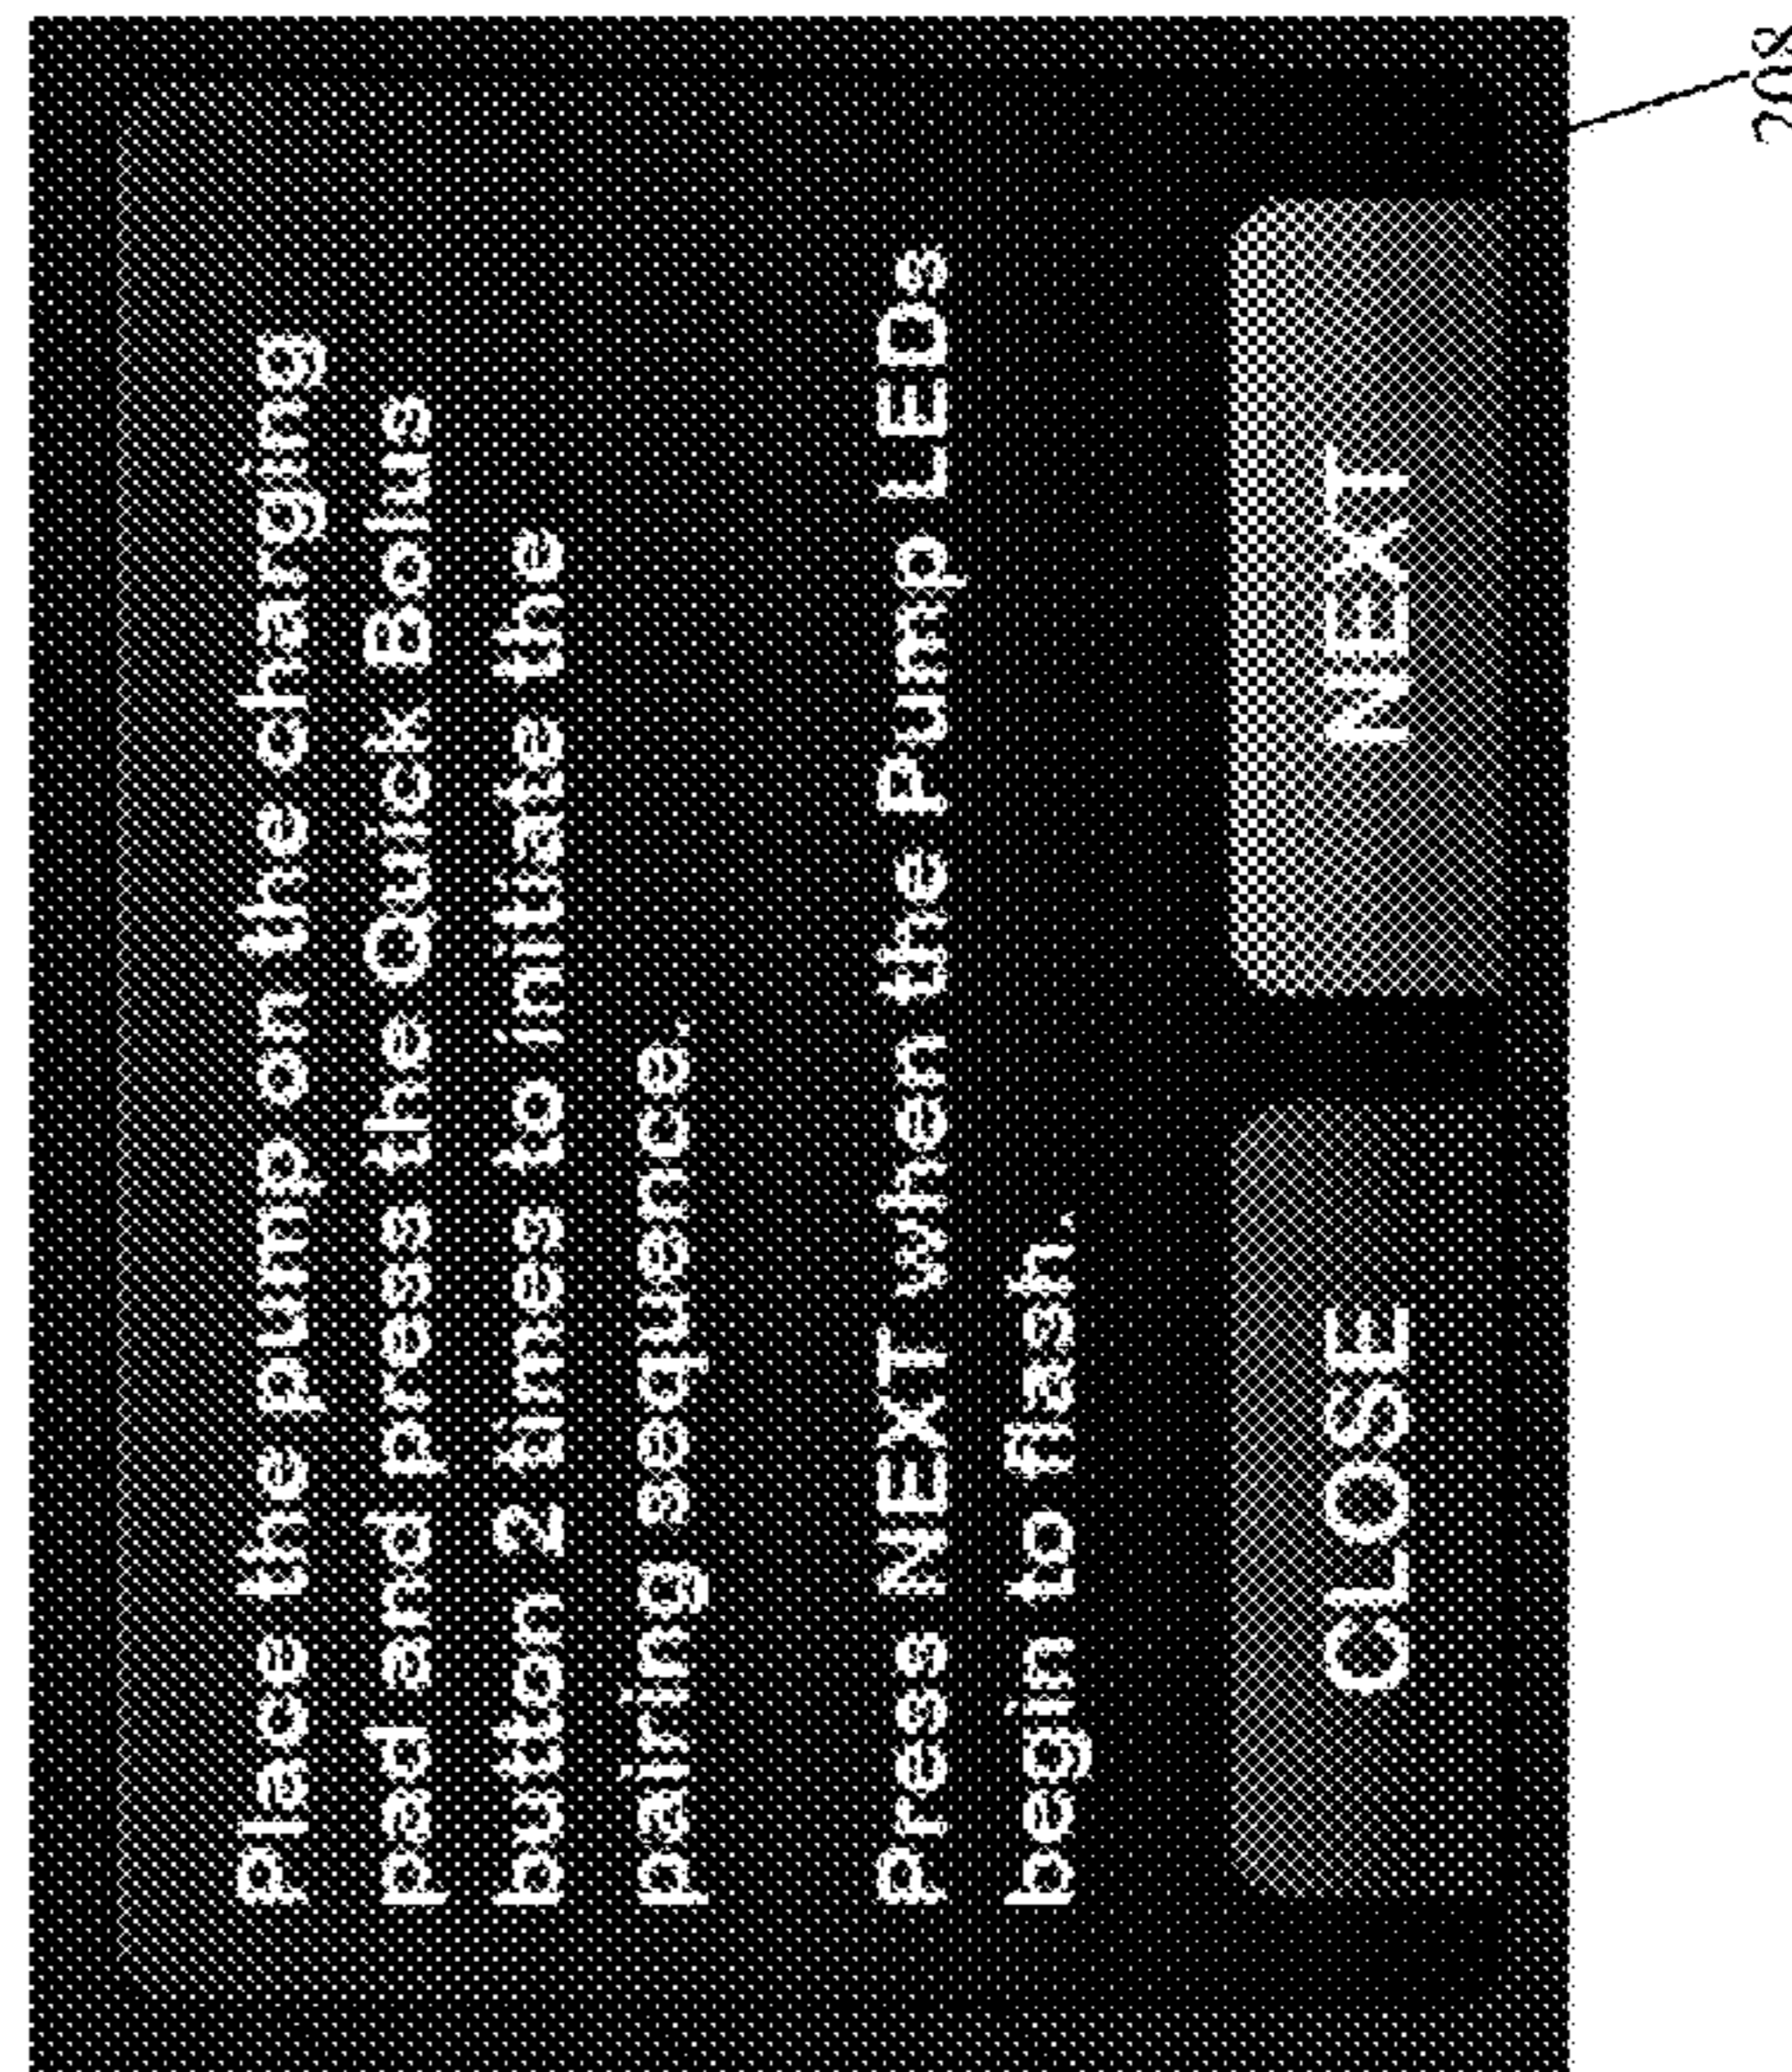 Place the pump on the charging
pad and press the Quick Bolus
button 2 times to initiate the
pairing sequence.
Press NEXT when the Pump LEDs
begin to flash.
CLOSE
NEXT
208